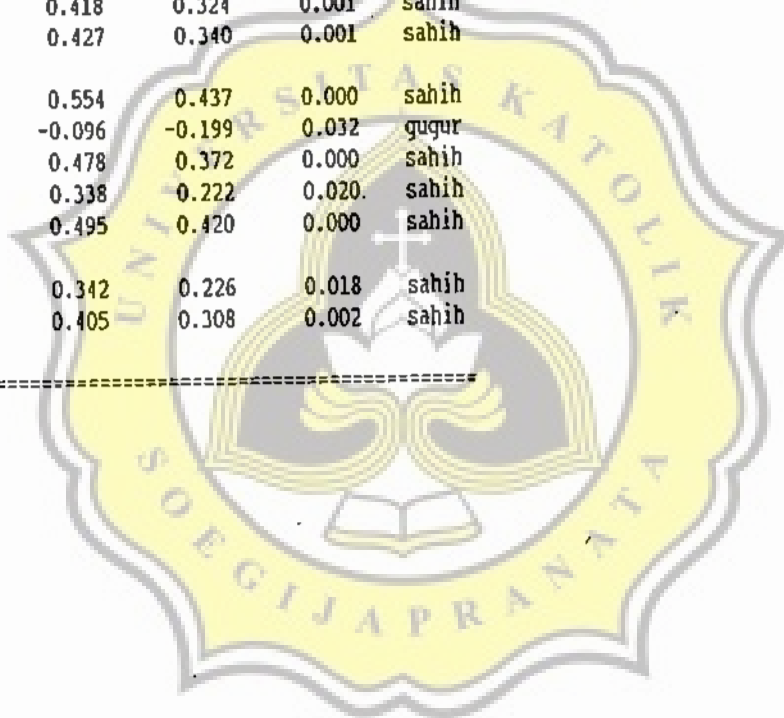 0.418 0.324 0.001 sahih
0.427 0.340 0.001 sahih
0.554 0.437 0.000 sahih
-0.096 -0.199 0.032 gugur
0.478 0.372 0.000 sahih
0.338 0.222 0.020. sahih
0.495 0.420 0.000 sahih
0.342 0.226 0.018 sahih
0.405 0.308 0.002 sahih
UNIVERSITAS KATOLIK
SOEGIJAPRANATA